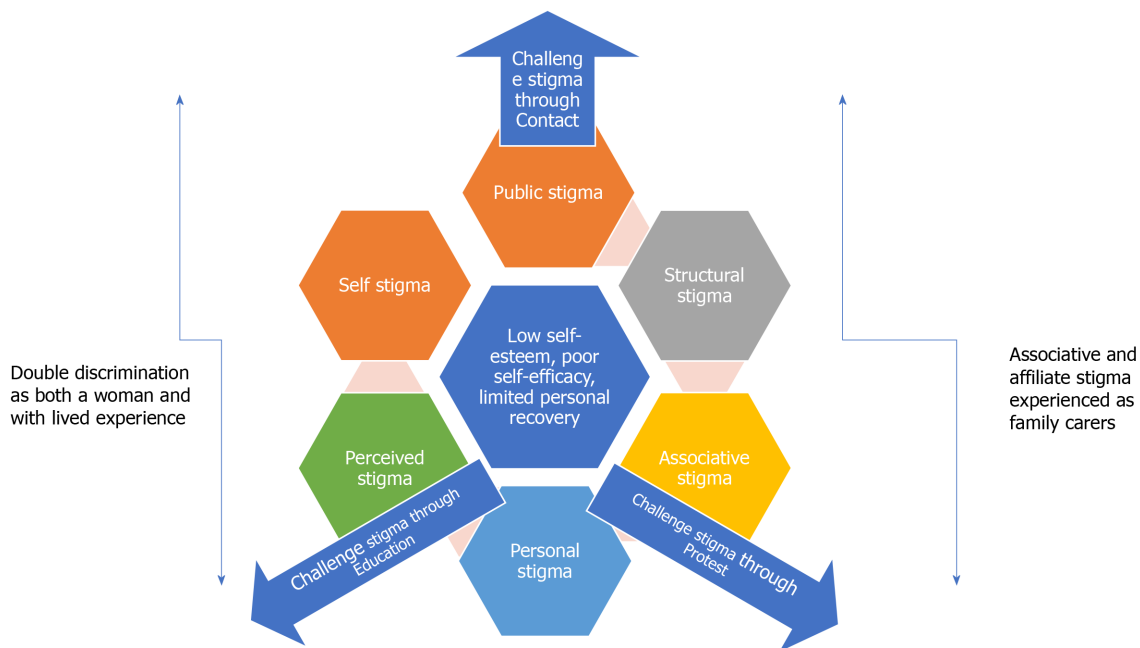 Challeng
e stigma
through
Contact
Public stigma
Self stigma
Structural
stigma
Low self-
esteem, poor
self-efficacy,
limited personal
recovery
Double discrimination
as both a woman and
with lived experience
Associative and
affiliate stigma
experienced as
family carers
Perceived
stigma
Associative
stigma
Challenge stigma through
Education
Challenge stigma through
Protest
Personal
stigma